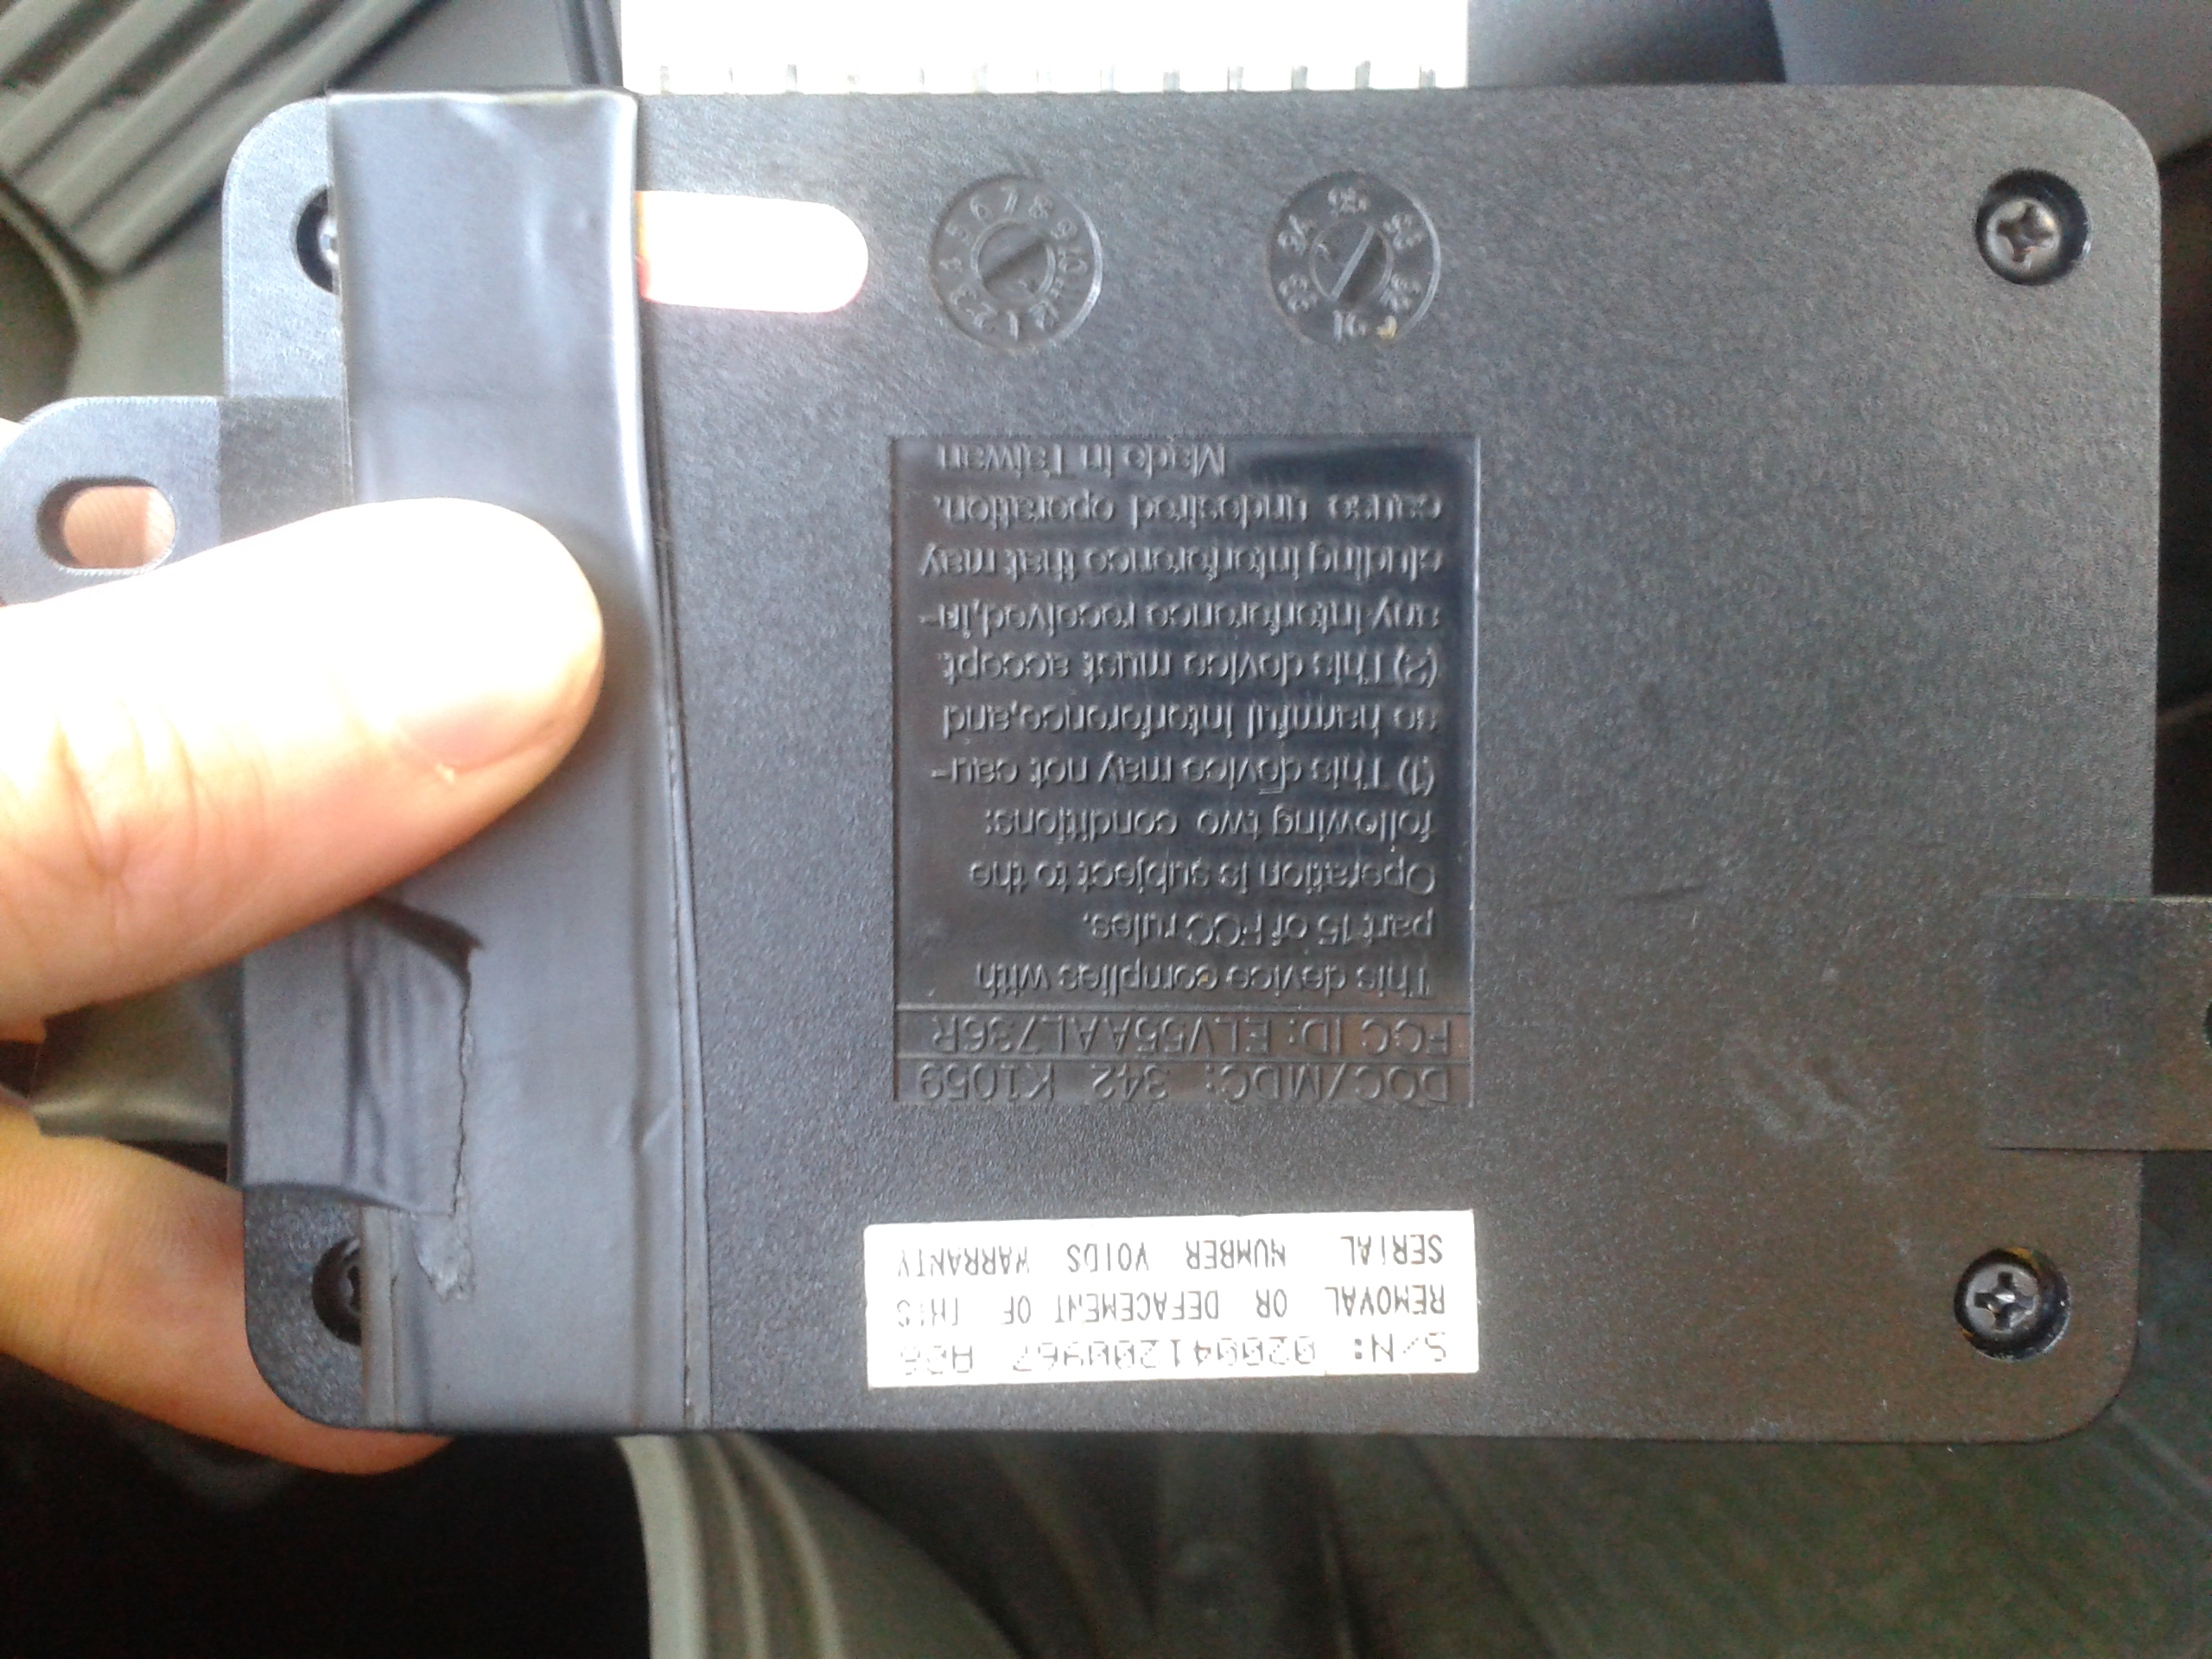 S/N:
REMOVAL OR DEFACEMENT OF THIS
SERIAL NUMBER VOIDS WARRANTY
DOC/MDC: 342 K1059
FCC ID: ELV55AAL736R
This device complies with
part 15 of FCC rules.
Operation is subject to the
following two conditions:
(1) This device may not cau-
se harmful interference,and
(2) This device must accept
any interference received,in-
cluding interference that may
cause undesired operation.
Made in Taiwan